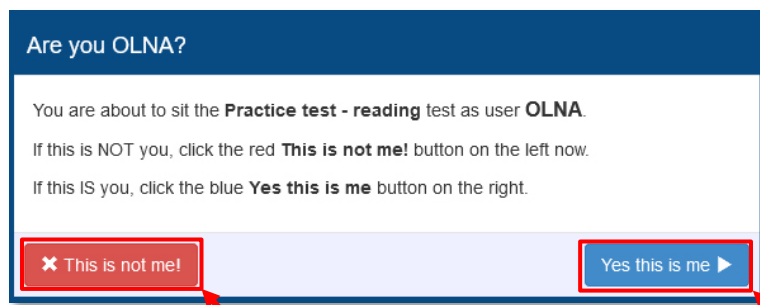 Are you OLNA?
You are about to sit the Practice test - reading test as user OLNA.
If this is NOT you, click the red This is not me! button on the left now.
If this IS you, click the blue Yes this is me button on the right.
✖ This is not me!
Yes this is me ▶